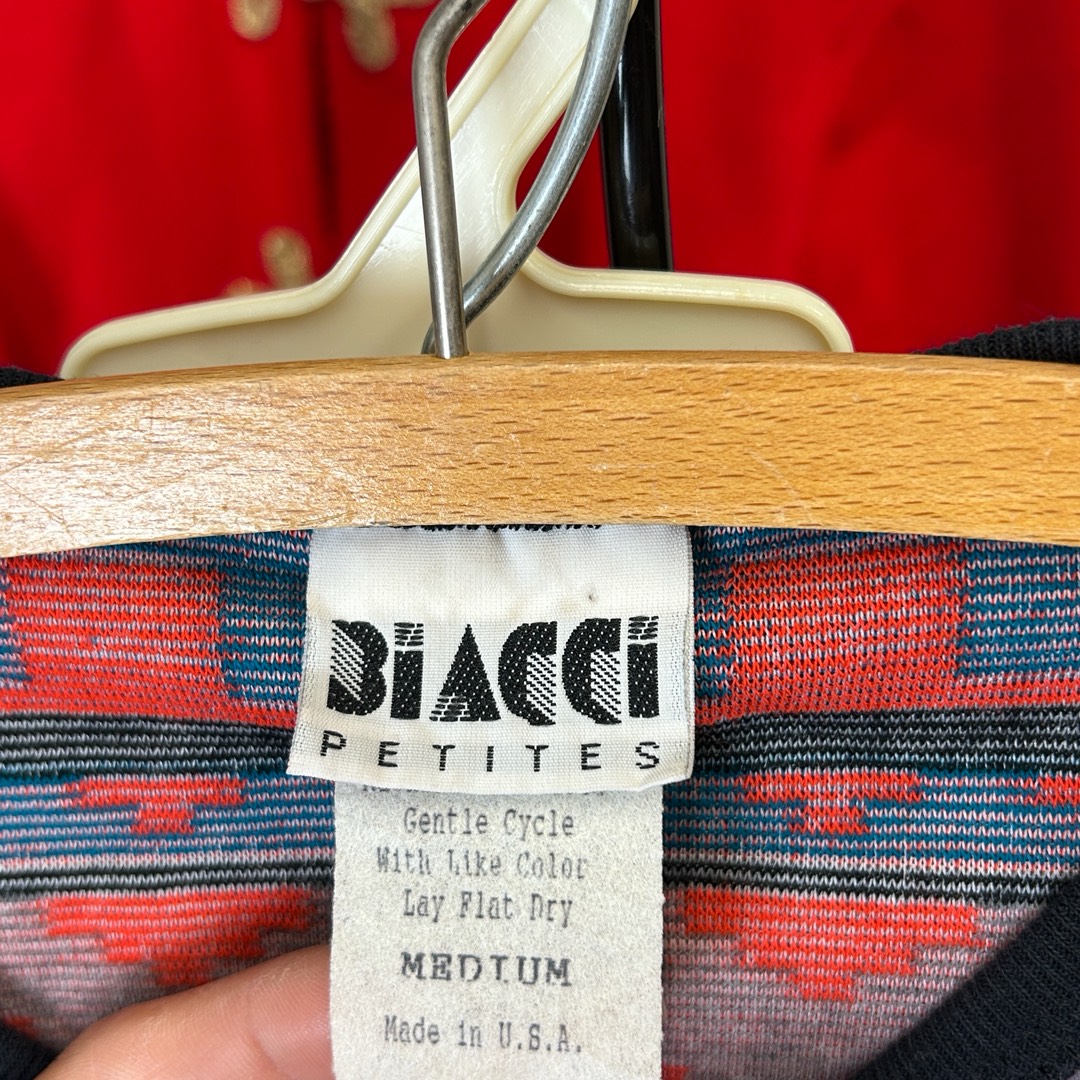 BIACCI
PETITES
Gentle Cycle
With Like Color
Lay Flat Dry
MEDIUM
Made in U.S.A.